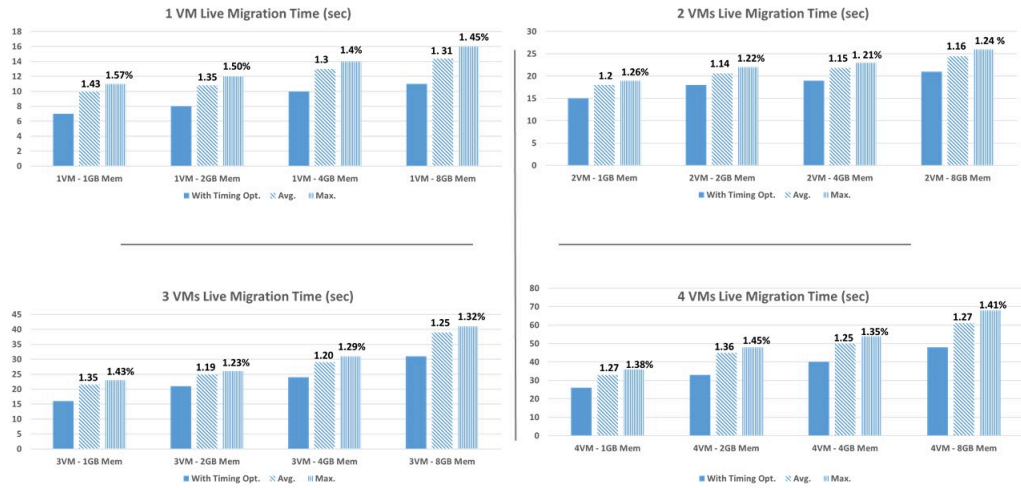 1 VM Live Migration Time (sec)
18
16
14
12
10
8
6
4
2
0
1.43
1.57%
1.35
1.50%
1.3
1.4%
1. 31
1. 45%
1VM - 1GB Mem
1VM - 2GB Mem
1VM - 4GB Mem
1VM - 8GB Mem
With Timing Opt.
Avg.
Max.
2 VMs Live Migration Time (sec)
30
25
20
15
10
5
0
1.2
1.26%
1.14
1.22%
1.15
1. 21%
1.16
1.24 %
2VM - 1GB Mem
2VM - 2GB Mem
2VM - 4GB Mem
2VM - 8GB Mem
With Timing Opt.
Avg.
Max.
3 VMs Live Migration Time (sec)
45
40
35
30
25
20
15
10
5
0
1.35
1.43%
1.19
1.23%
1.20
1.29%
1.25
1.32%
3VM - 1GB Mem
3VM - 2GB Mem
3VM - 4GB Mem
3VM - 8GB Mem
With Timing Opt.
Avg.
Max.
4 VMs Live Migration Time (sec)
80
70
60
50
40
30
20
10
0
1.27
1.38%
1.36
1.45%
1.25
1.35%
1.27
1.41%
4VM - 1GB Mem
4VM - 2GB Mem
4VM - 4GB Mem
4VM - 8GB Mem
With Timing Opt.
Avg.
Max.